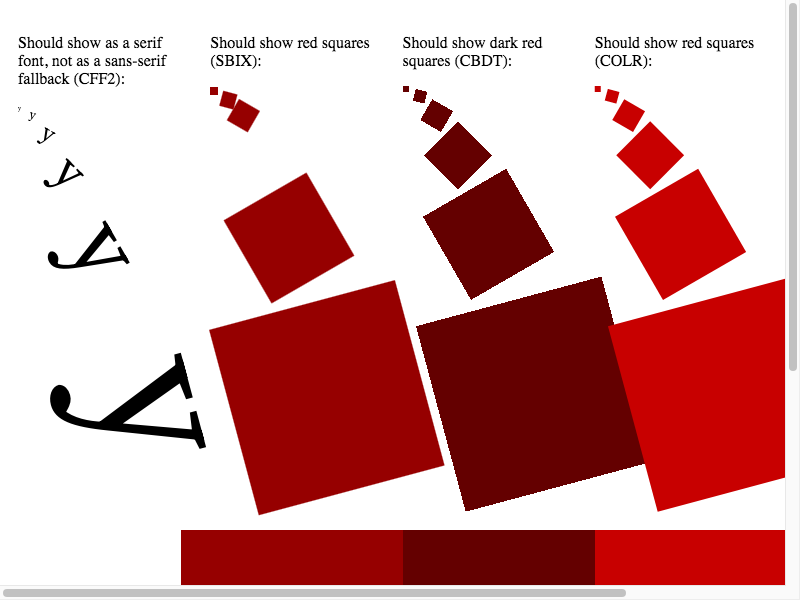 Should show as a serif
font, not as a sans-serif
fallback (CFF2):
y
y
y
y
y
y
Should show red squares
(SBIX):
Should show dark red
squares (CBDT):
Should show red squares
(COLR):